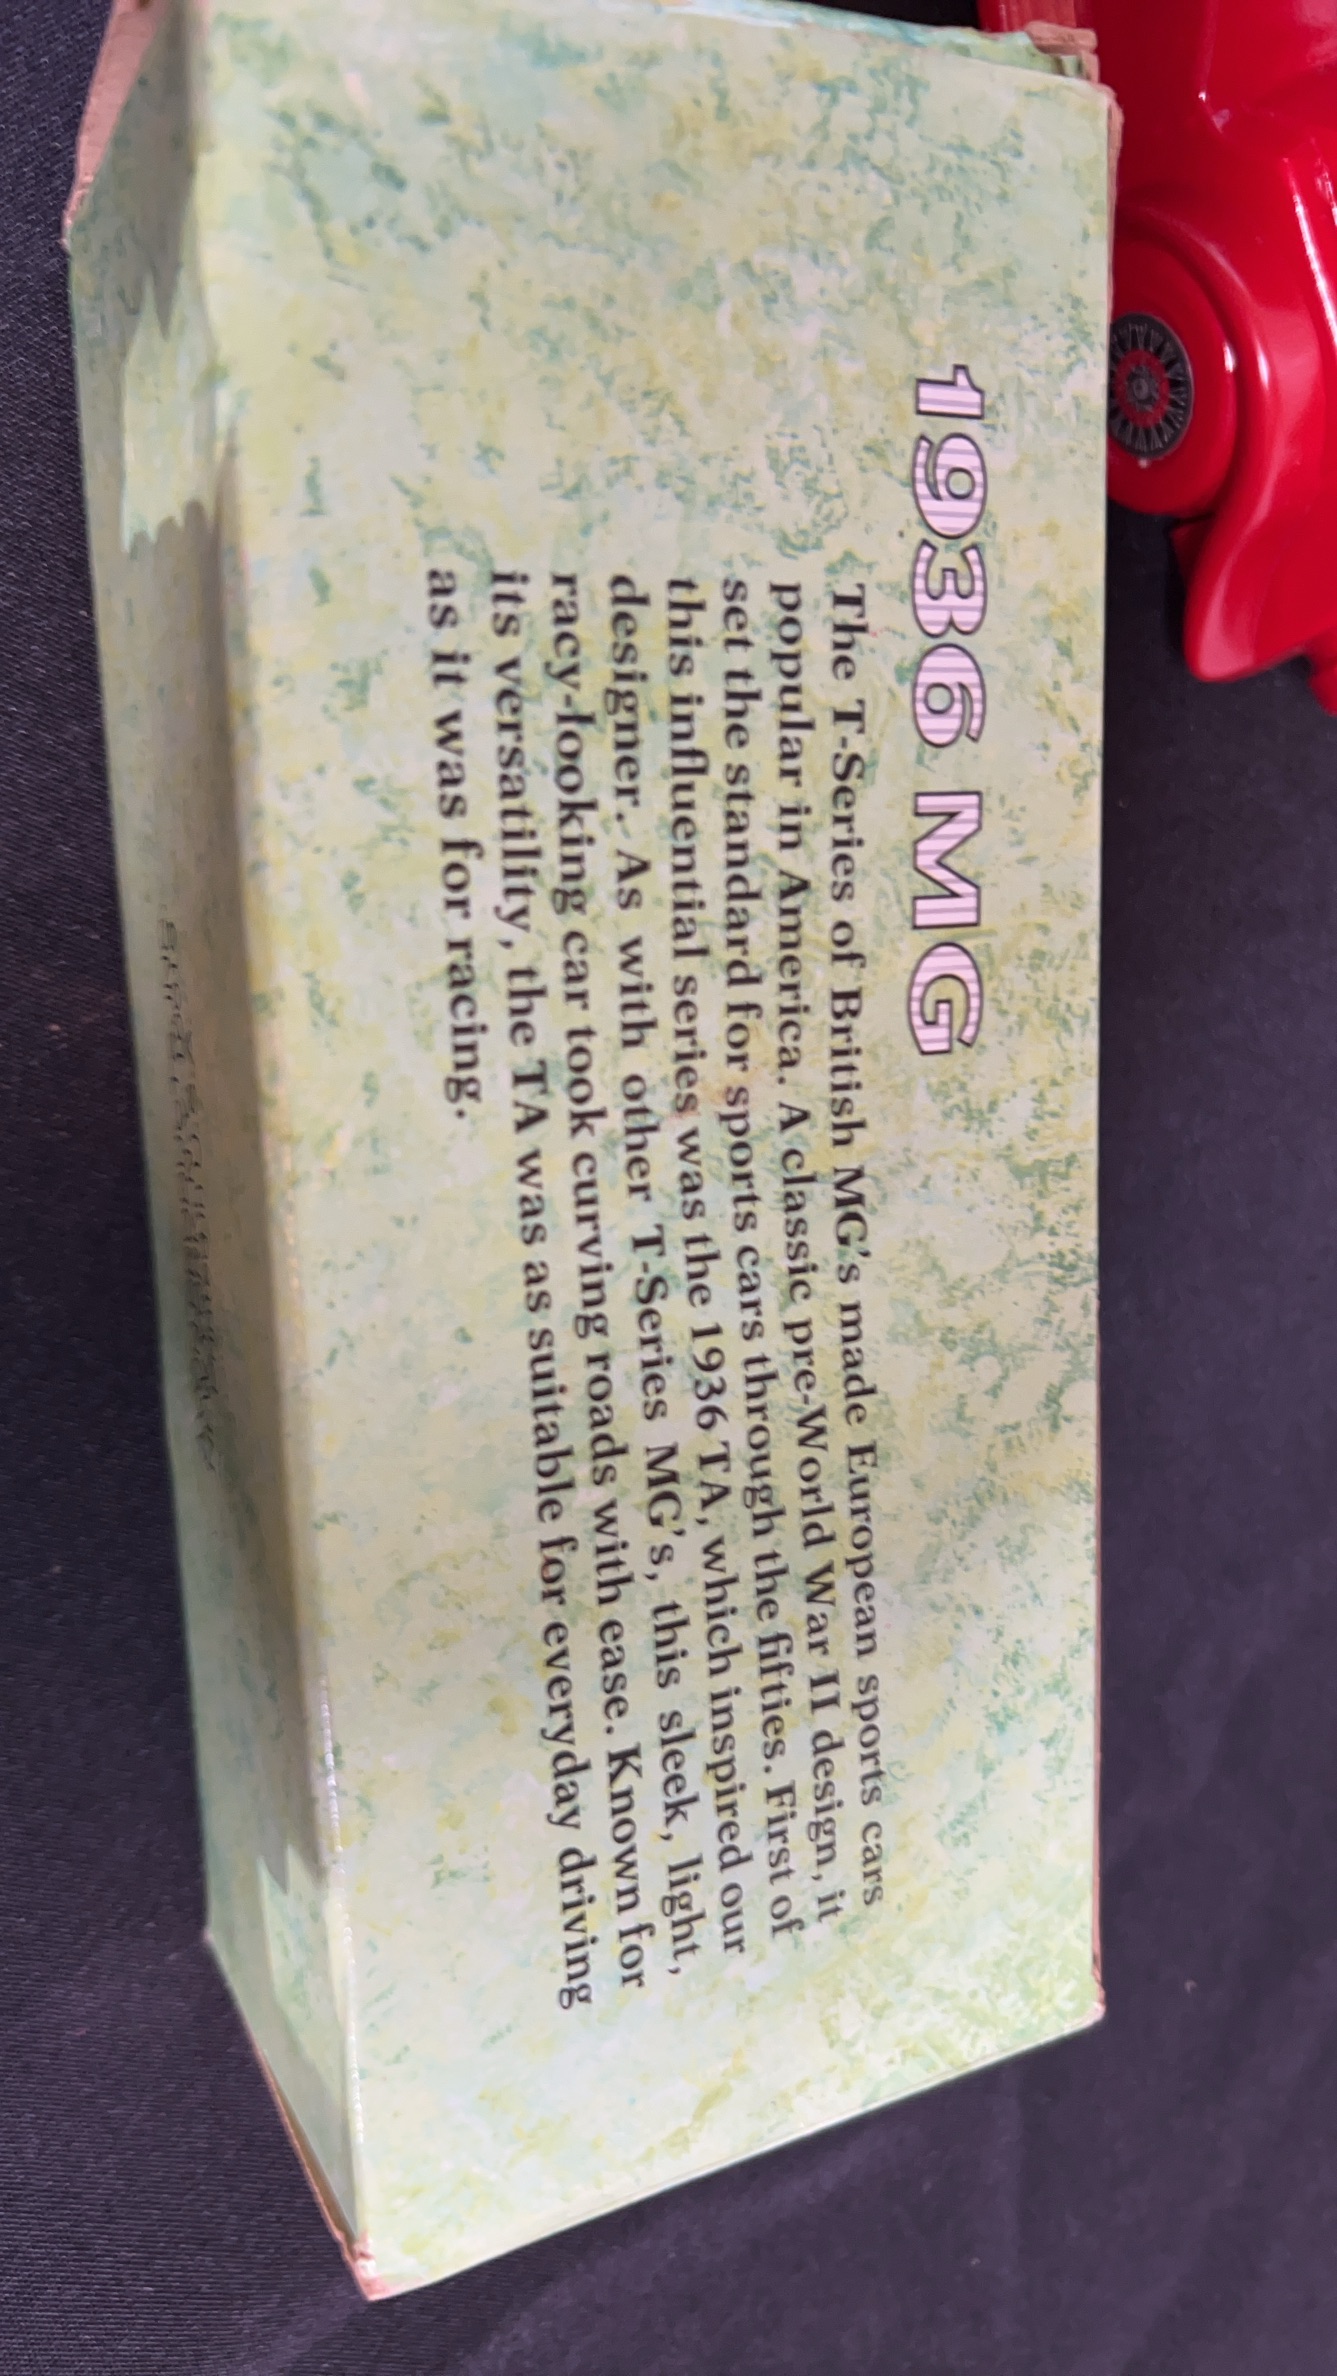 1936 MG
The T-Series of British MG's made European sports cars
popular in America. A classic pre-World War II design, it
set the standard for sports cars through the fifties. First of
this influential series was the 1936 TA, which inspired our
designer. As with other T-Series MG's, this sleek, light,
racy-looking car took curving roads with ease. Known for
its versatility, the TA was as suitable for everyday driving
as it was for racing.